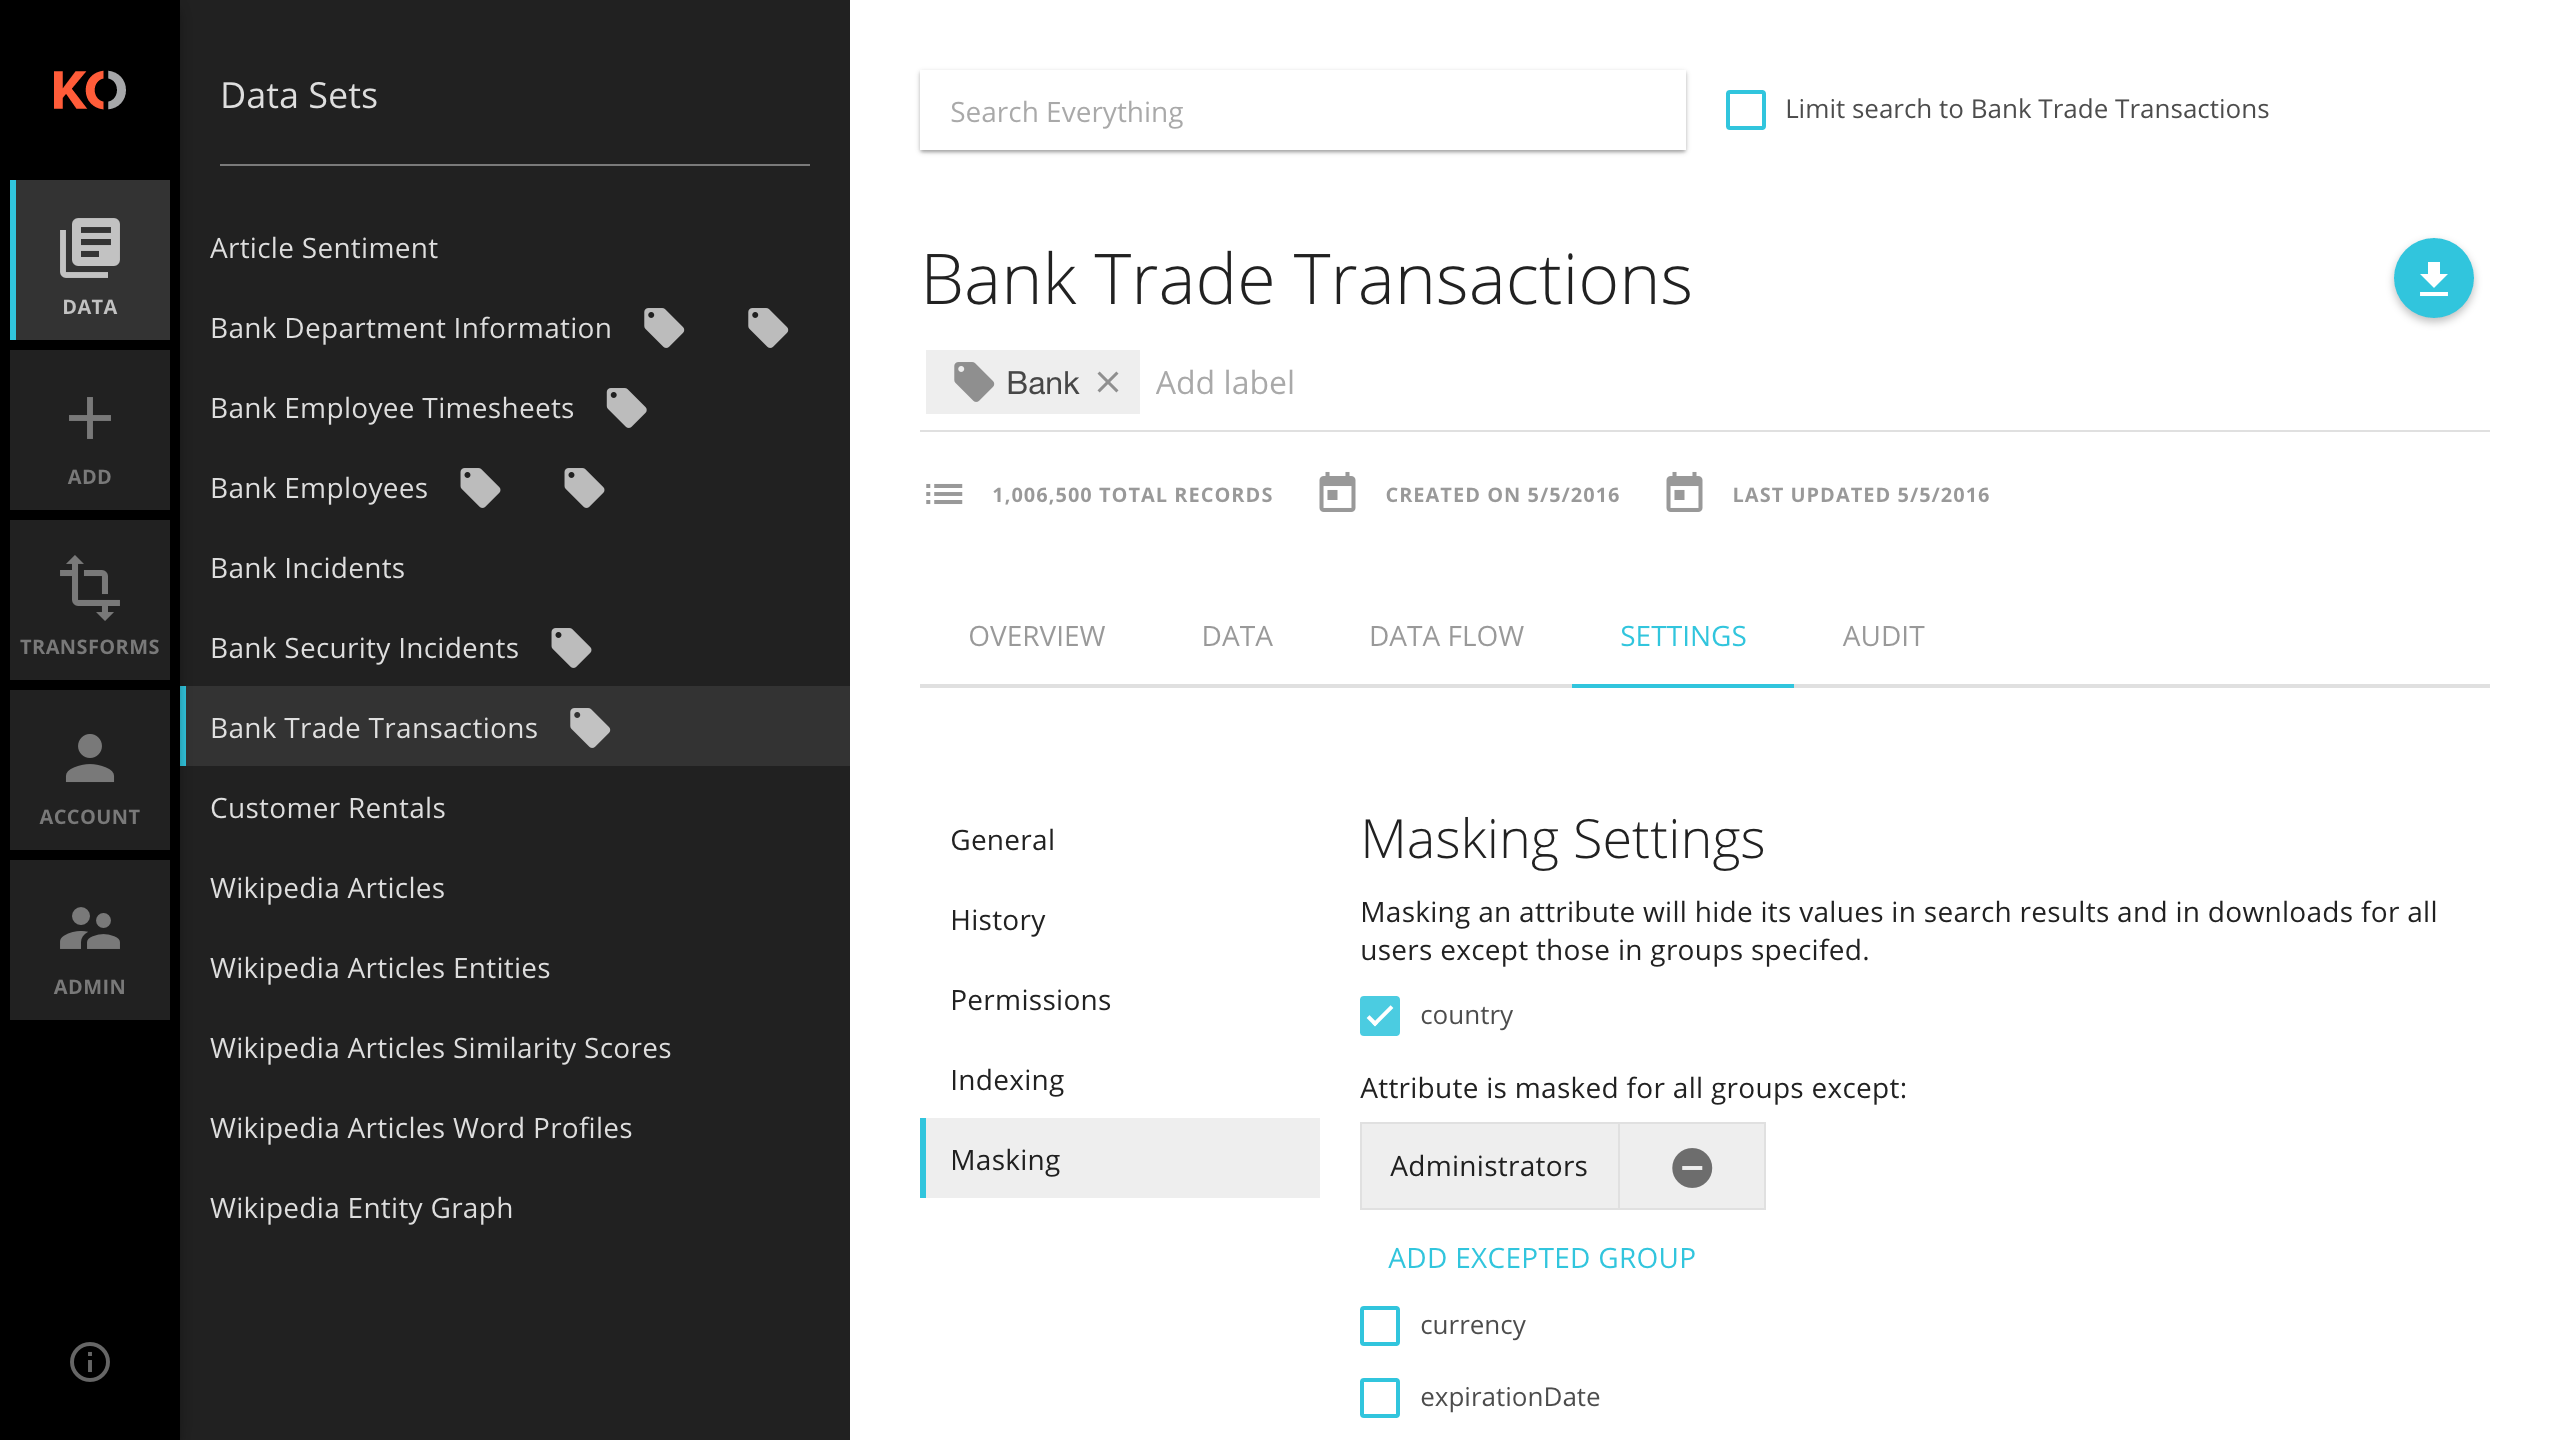 KO
DATA
ADD
TRANSFORMS
ACCOUNT
ADMIN
Data Sets
Article Sentiment
Bank Department Information
Bank Employee Timesheets
Bank Employees
Bank Incidents
Bank Security Incidents
Bank Trade Transactions
Customer Rentals
Wikipedia Articles
Wikipedia Articles Entities
Wikipedia Articles Similarity Scores
Wikipedia Articles Word Profiles
Wikipedia Entity Graph
Search Everything
Limit search to Bank Trade Transactions
Bank Trade Transactions
Bank Add label
1,006,500 TOTAL RECORDS CREATED ON 5/5/2016 LAST UPDATED 5/5/2016
OVERVIEW DATA DATA FLOW SETTINGS AUDIT
General
History
Permissions
Indexing
Masking
Masking Settings
Masking an attribute will hide its values in search results and in downloads for all
users except those in groups specifed.
country
Attribute is masked for all groups except:
Administrators
ADD EXCEPTED GROUP
currency
expirationDate